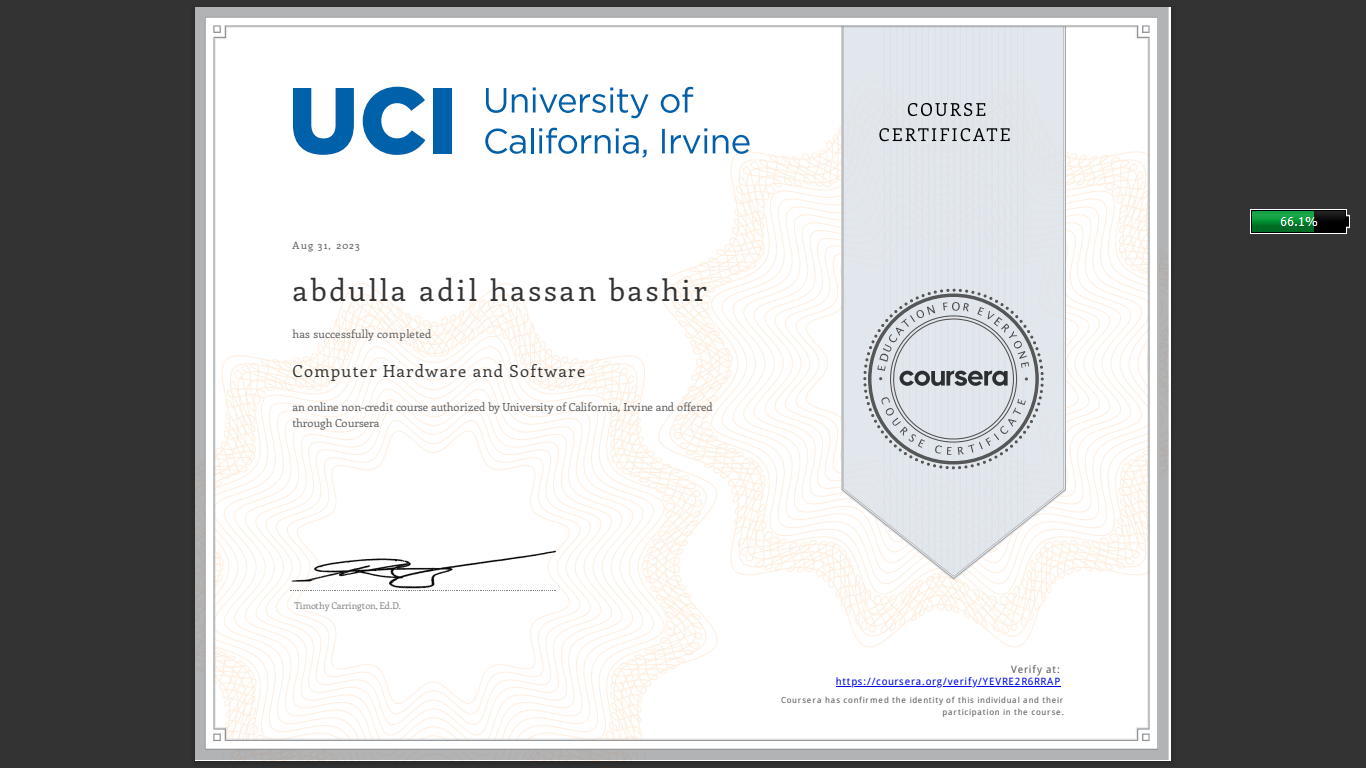 UCI University of
California, Irvine
COURSE
CERTIFICATE
Aug 31, 2023
abdulla adil hassan bashir
has successfully completed
Computer Hardware and Software
an online non-credit course authorized by University of California, Irvine and offered
through Coursera
EDUCATION FOR EVERYONE
coursera
COURSE CERTIFICATE
66.1%
Timothy Carrington, Ed.D.
Verify at:
https://coursera.org/verify/YEVRE2R6RRAP
Coursera has confirmed the identity of this individual and their
participation in the course.